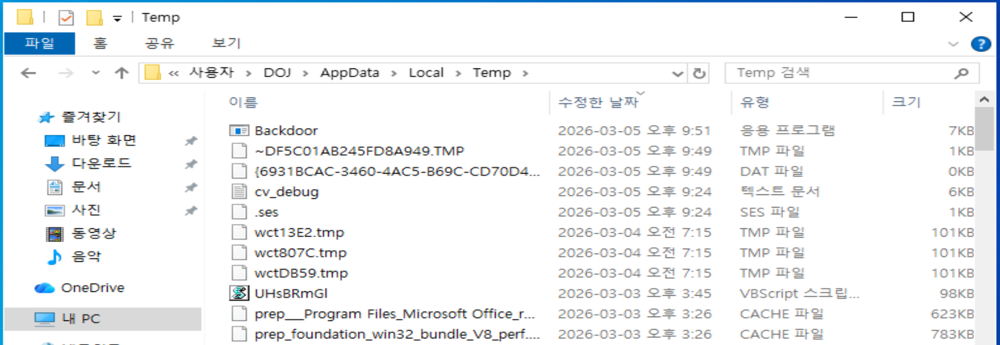 Temp
파일 홈 공유 보기
« 사용자 > DOJ > AppData > Local > Temp >
Temp 검색
즐겨찾기
바탕 화면
다운로드
문서
사진
동영상
음악
OneDrive
내 PC
이름 수정한 날짜 유형 크기
Backdoor 2026-03-05 오후 9:51 응용 프로그램 7KB
~DF5C01AB245FD8A949.TMP 2026-03-05 오후 9:49 TMP 파일 1KB
{6931BCAC-3460-4AC5-B69C-CD70D4... 2026-03-05 오후 9:49 DAT 파일 0KB
cv_debug 2026-03-05 오후 9:24 텍스트 문서 6KB
.ses 2026-03-05 오후 9:24 SES 파일 1KB
wct13E2.tmp 2026-03-04 오전 7:15 TMP 파일 101KB
wct807C.tmp 2026-03-04 오전 7:15 TMP 파일 101KB
wctDB59.tmp 2026-03-04 오전 7:15 TMP 파일 101KB
UHsBRmGl 2026-03-03 오후 3:45 VBScript 스크립... 98KB
prep__Program Files_Microsoft Office_r... 2026-03-03 오후 3:26 CACHE 파일 623KB
prep_foundation_win32_bundle_V8_perf.... 2026-03-03 오후 3:26 CACHE 파일 783KB